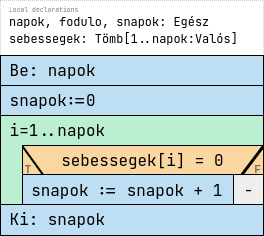 Local declarations
napok, fodulo, snapok: Egész
sebessegek: Tömb[1..napok:Valós]
Be: napok
snapok:=0
i=1..napok
sebessegek[i] = 0
T
F
snapok := snapok + 1
-
Ki: snapok